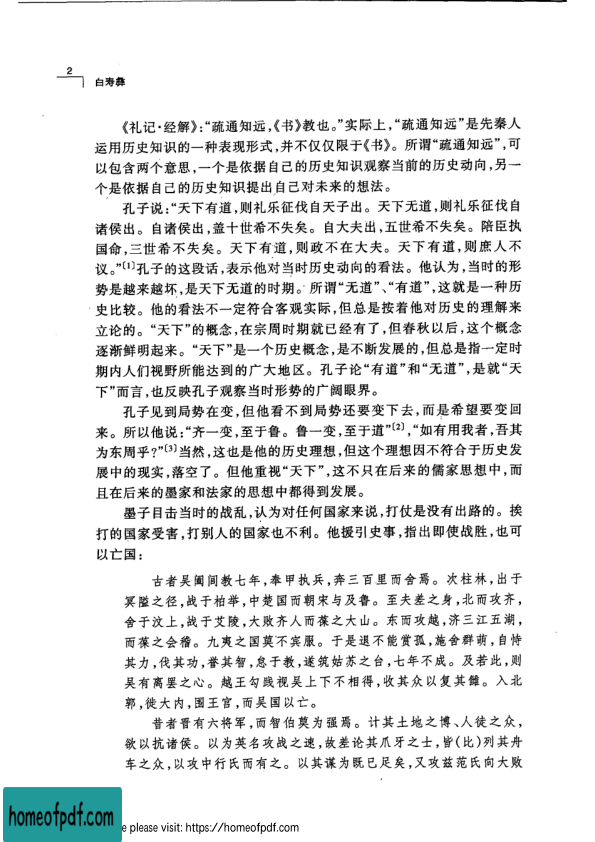 2
白寿彝
《礼记·经解》:“疏通知远,《书》教也。”实际上,“疏通知远”是先秦人
运用历史知识的一种表现形式,并不仅仅限于《书》。所谓“疏通知远”,可
以包含两个意思,一个是依据自己的历史知识观察当前的历史动向,另一
个是依据自己的历史知识提出自己对未来的想法。
孔子说:“天下有道,则礼乐征伐自天子出。天下无道,则礼乐征伐自
诸侯出。自诸侯出,盖十世希不失矣。自大夫出,五世希不失矣。陪臣执
国命,三世希不失矣。天下有道,则政不在大夫。天下有道,则庶人不
议。”〔1〕孔子的这段话,表示他对当时历史动向的看法。他认为,当时的形
势是越来越坏,是天下无道的时期。所谓“无道”、“有道”,这就是一种历
史比较。他的看法不一定符合客观实际,但总是按着他对历史的理解来
立论的。“天下”的概念,在宗周时期就已经有了,但春秋以后,这个概念
逐渐鲜明起来。“天下”是一个历史概念,是不断发展的,但总是指一定时
期内人们视野所能达到的广大地区。孔子论“有道”和“无道”,是就“天
下”而言,也反映孔子观察当时形势的广阔眼界。
孔子见到局势在变,但他看不到局势还要变下去,而是希望要变回
来。所以他说:“齐一变,至于鲁。鲁一变,至于道”〔2〕,“如有用我者,吾其
为东周乎?”〔3〕当然,这也是他的历史理想,但这个理想因不符合于历史发
展中的现实,落空了。但他重视“天下”,这不只在后来的儒家思想中,而
且在后来的墨家和法家的思想中都得到发展。
墨子目击当时的战乱,认为对任何国家来说,打仗是没有出路的。挨
打的国家受害,打别人的国家也不利。他援引史事,指出即使战胜,也可
以亡国:
古者吴阖闾教七年,奉甲执兵,奔三百里而舍焉。次柱林,出于
冥隘之径,战于柏举,中楚国而朝宋与及鲁。至夫差之身,北而攻齐,
舍于汶上,战于艾陵,大败齐人而葆之大山。东而攻越,济三江五湖,
而葆之会稽。九夷之国莫不宾服。于是退不能赏孤,施舍群萌,自恃
其力,伐其功,誉其智,怠于教,遂筑姑苏之台,七年不成。及若此,则
吴有离罢之心。越王勾践视吴上下不相得,收其众以复其雠。入北
郭,徙大内,围王宫,而吴国以亡。
昔者晋有六将军,而智伯莫为强焉。计其土地之博、人徒之众,
欲以抗诸侯。以为英名攻战之速,故差论其爪牙之士,皆(比)列其舟
车之众,以攻中行氏而有之。以其谋为既已足矣,又攻兹范氏向大败
homeofpdf.com
e please visit: https://homeofpdf.com